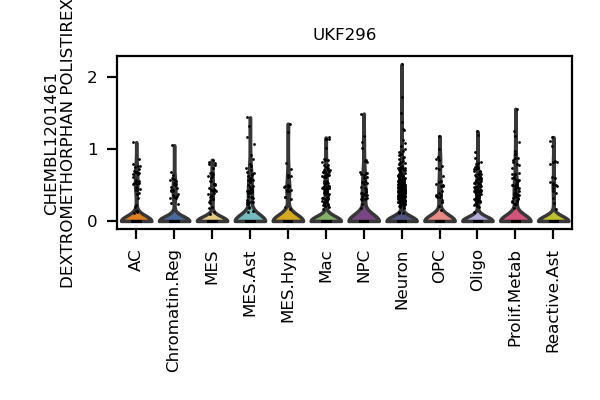 UKF296
CHEMBL1201461
DEXTROMETHORPHAN POLISTIREX
2
1
0
AC
Chromatin.Reg
MES
MES.Ast
MES.Hyp
Mac
NPC
Neuron
OPC
Oligo
Prolif.Metab
Reactive.Ast